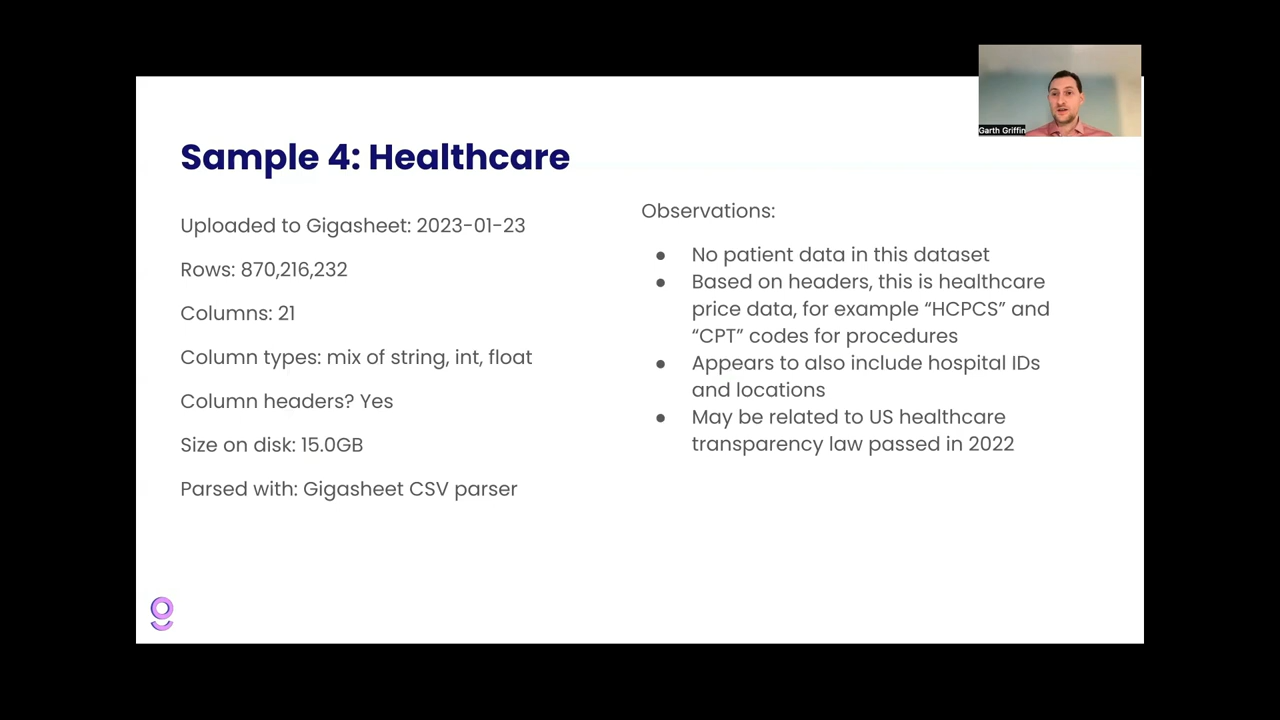 Garth Griffin
Sample 4: Healthcare
Uploaded to Gigasheet: 2023-01-23
Rows: 870,216,232
Columns: 21
Column types: mix of string, int, float
Column headers? Yes
Size on disk: 15.0GB
Parsed with: Gigasheet CSV parser
Observations:
● No patient data in this dataset
● Based on headers, this is healthcare
price data, for example “HCPCS” and
“CPT” codes for procedures
● Appears to also include hospital IDs
and locations
● May be related to US healthcare
transparency law passed in 2022